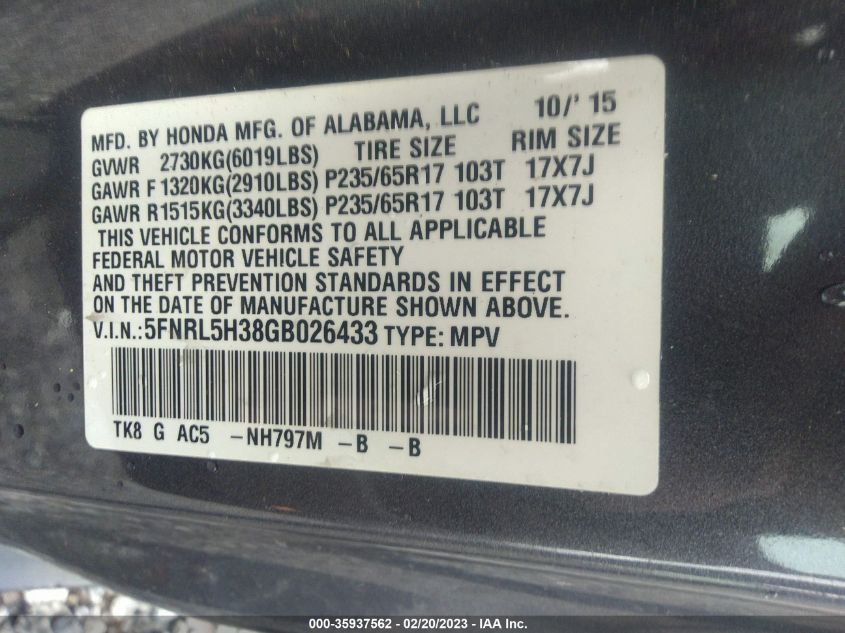 MFD. BY HONDA MFG. OF ALABAMA, LLC 10/' 15
GVWR 2730KG(6019LBS) TIRE SIZE RIM SIZE
GAWR F 1320KG(2910LBS) P235/65R17 103T 17X7J
GAWR R1515KG(3340LBS) P235/65R17 103T 17X7J
THIS VEHICLE CONFORMS TO ALL APPLICABLE
FEDERAL MOTOR VEHICLE SAFETY
AND THEFT PREVENTION STANDARDS IN EFFECT
ON THE DATE OF MANUFACTURE SHOWN ABOVE.
V.I.N.:5FNRL5H38GB026433 TYPE: MPV
TK8 G AC5 -NH797M -B -B
000-35937562 - 02/20/2023 - IAA Inc.